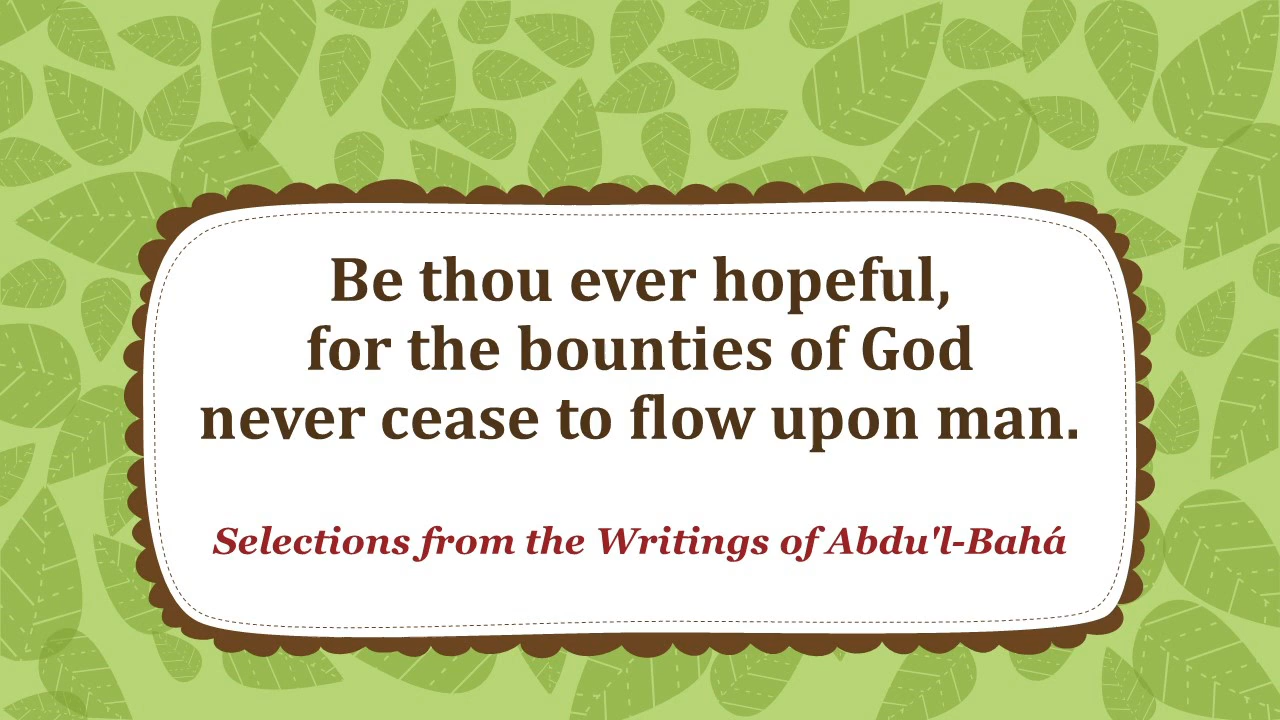 Be thou ever hopeful,
for the bounties of God
never cease to flow upon man.
Selections from the Writings of Abdu'l-Bahá